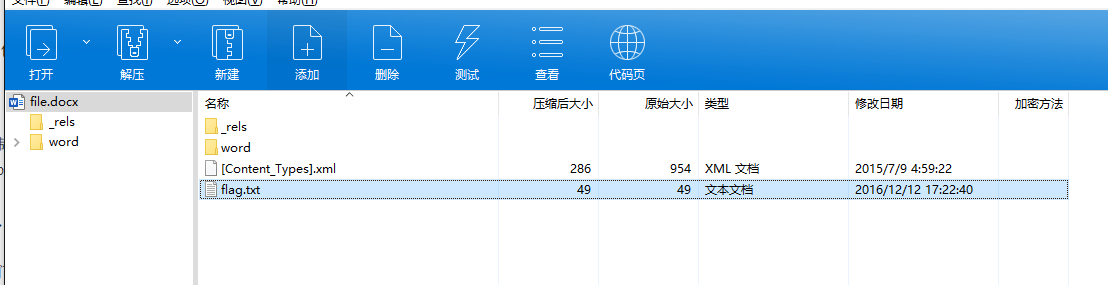 文件(F) 编辑(E) 查找(I) 选项(O) 视图(V) 帮助(H)
打开 解压 新建 添加 删除 测试 查看 代码页
file.docx
_rels
word
名称 压缩后大小 原始大小 类型 修改日期 加密方法
_rels
word
[Content_Types].xml 286 954 XML 文档 2015/7/9 4:59:22
flag.txt 49 49 文本文档 2016/12/12 17:22:40